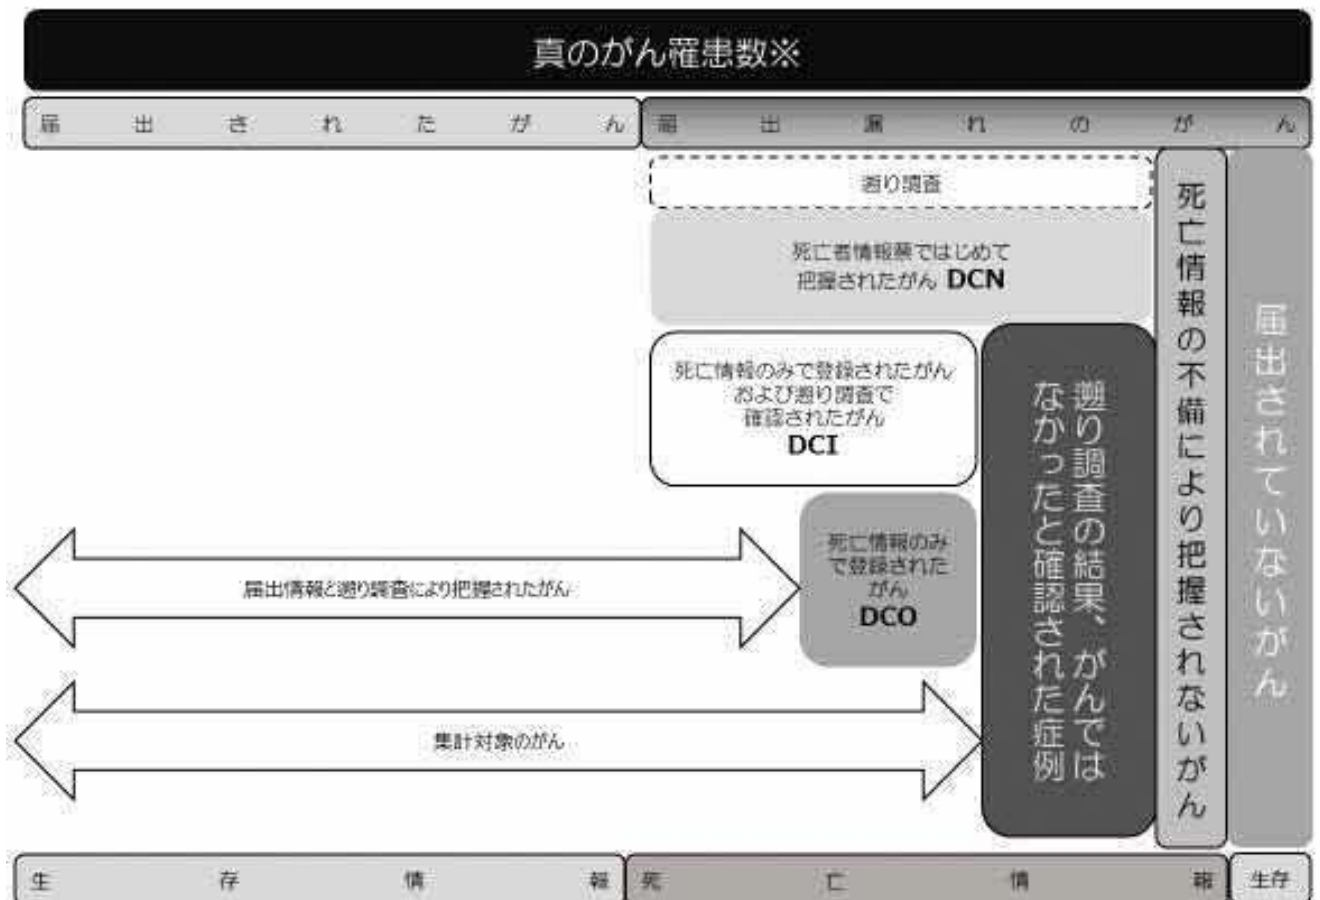 真のがん罹患数※
届出されたがん
届出漏れのがん
遡り調査
死亡者情報票ではじめて
把握されたがん DCN
死亡情報のみで登録されたがん
および遡り調査で
確認されたがん
DCI
死亡情報のみ
で登録された
がん
DCO
遡り調査の結果、がんでは
なかったと確認された症例
死亡情報の不備により把握されないがん
届出されていないがん
届出情報と遡り調査により把握されたがん
集計対象のがん
生存情報
死亡情報
生存